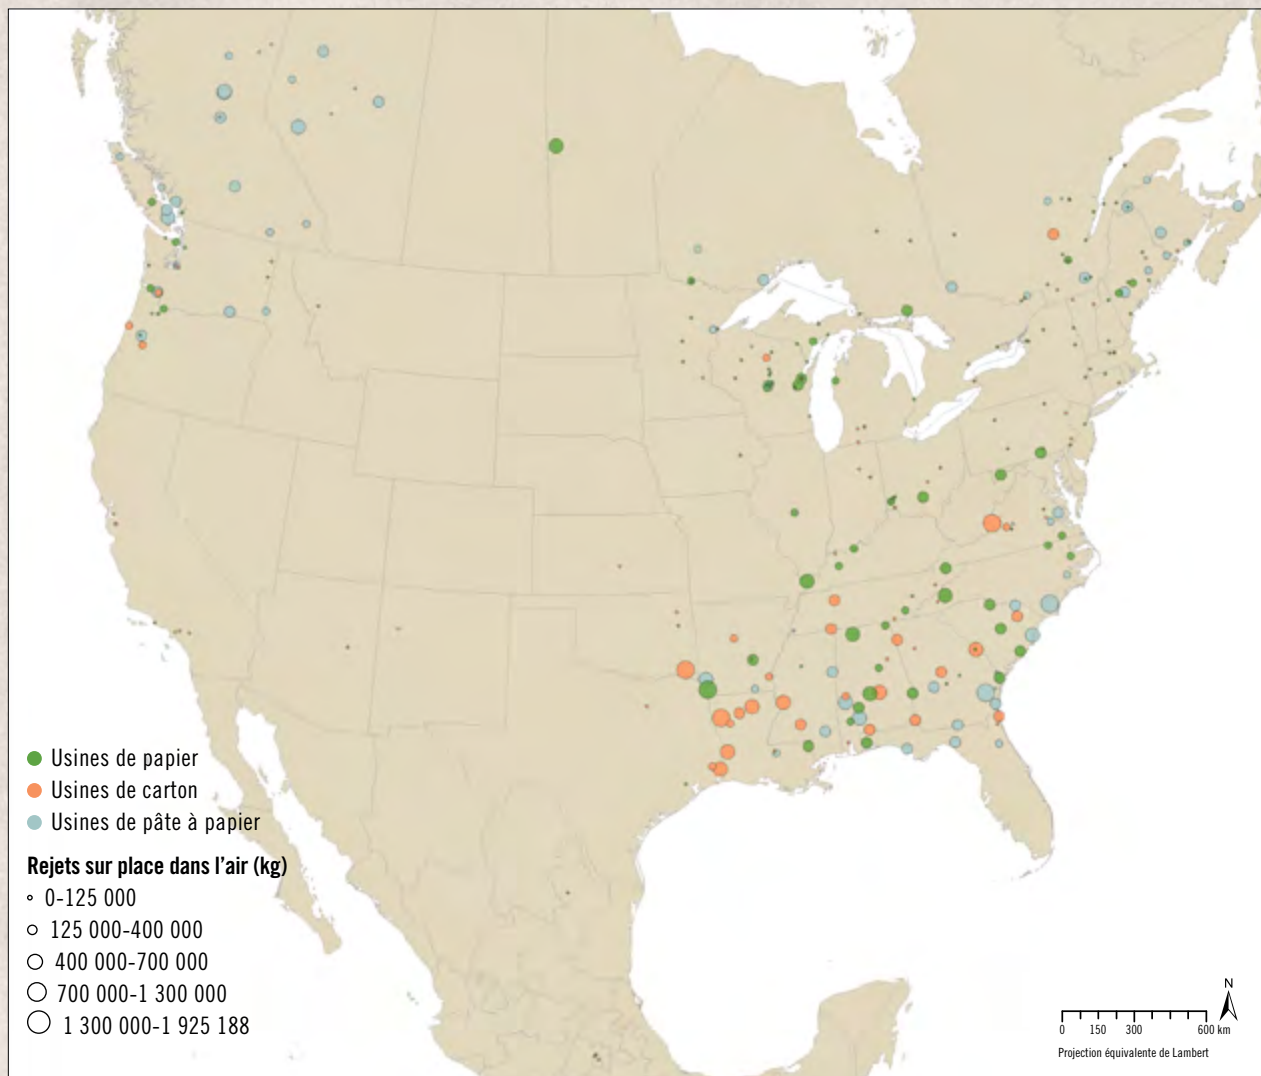 Usines de papier
Usines de carton
Usines de pâte à papier
Rejets sur place dans l'air (kg)
0-125 000
125 000-400 000
400 000-700 000
700 000-1 300 000
1 300 000-1 925 188
N
0 150 300 600 km
Projection équivalente de Lambert